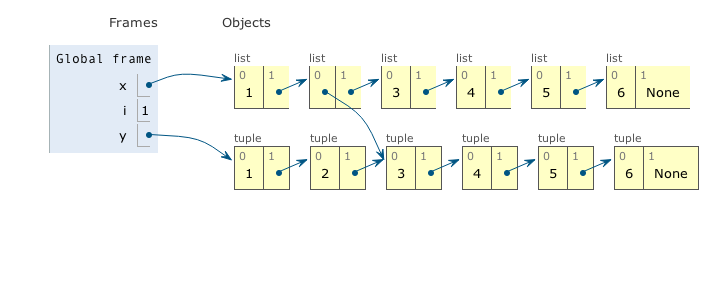 Frames Objects
Global frame
x
i 1
y
list list list list list list
0 1 0 1 0 1 0 1 0 1 0 1
1 3 4 5 6 None
tuple tuple tuple tuple tuple tuple
0 1 0 1 0 1 0 1 0 1 0 1
1 2 3 4 5 6 None